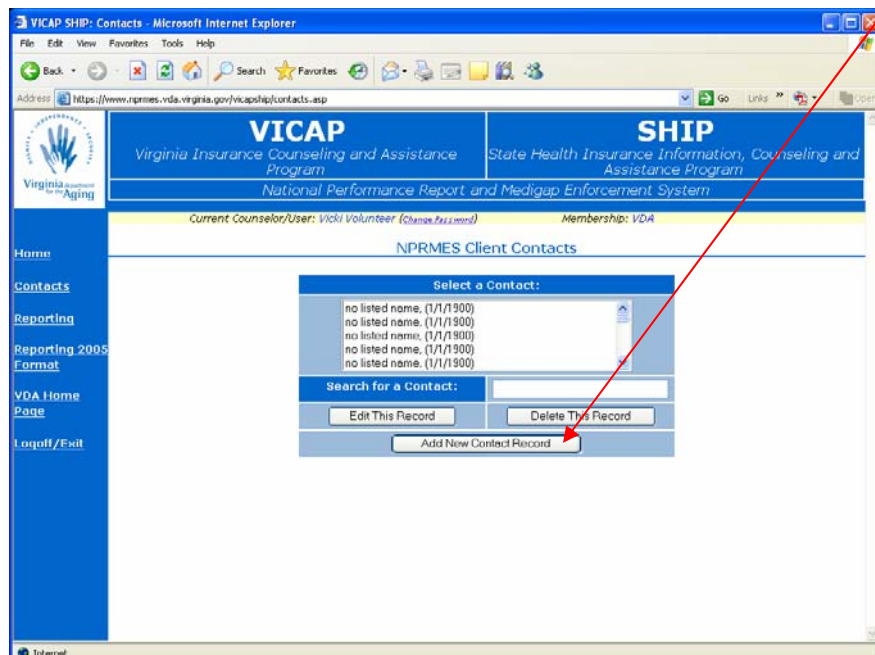 VICAP SHIP: Contacts - Microsoft Internet Explorer
File Edit View Favorites Tools Help
Back Search Favorites
Address https://www.nprmes.vda.virginia.gov/vicapship/contacts.asp Go Links »
VICAP
Virginia Insurance Counseling and Assistance
Program
SHIP
State Health Insurance Information, Counseling and
Assistance Program
National Performance Report and Medigap Enforcement System
Virginia Department
for the Aging
Current Counselor/User: Vicki Volunteer (Change Password) Membership: VDA
NPRMES Client Contacts
Home
Contacts
Reporting
Reporting 2005
Format
VDA Home
Page
Logoff/Exit
Select a Contact:
no listed name, (1/1/1900)
no listed name, (1/1/1900)
no listed name, (1/1/1900)
no listed name, (1/1/1900)
no listed name, (1/1/1900)
Search for a Contact:
Edit This Record Delete This Record
Add New Contact Record
Internet